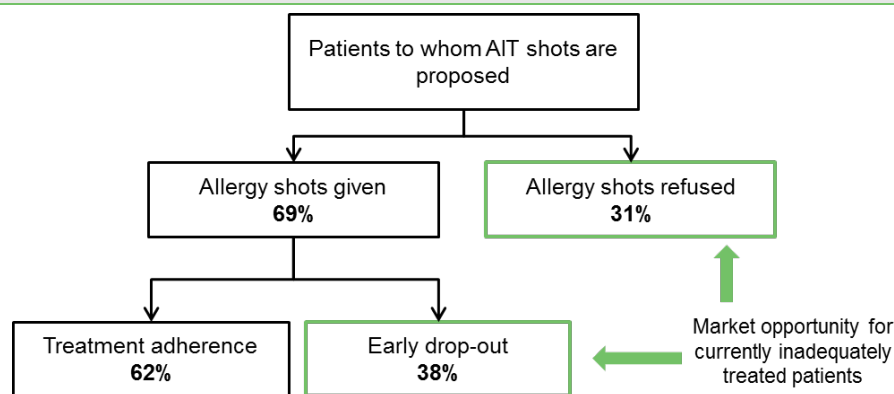 Patients to whom AIT shots are
proposed
Allergy shots given
69%
Allergy shots refused
31%
Treatment adherence
62%
Early drop-out
38%
Market opportunity for
currently inadequately
treated patients